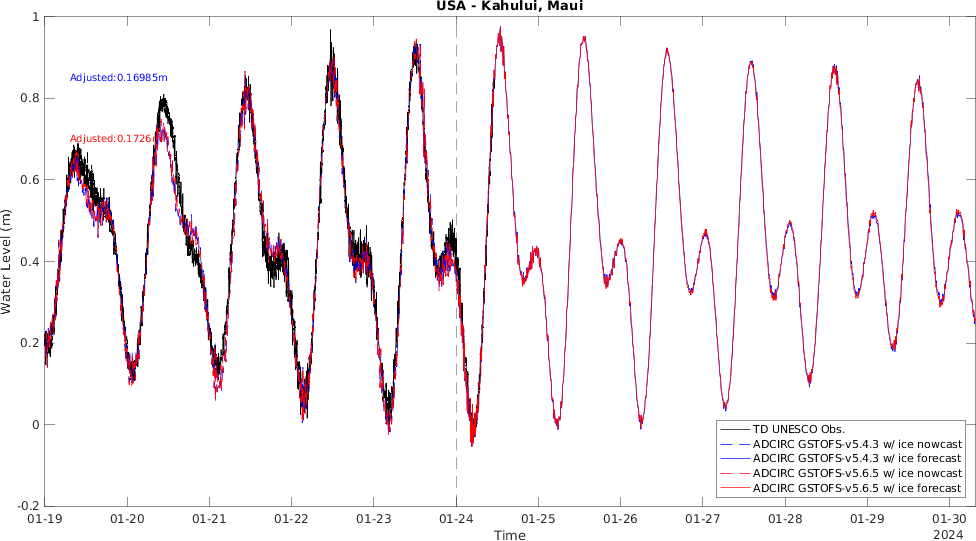 USA - Kahului, Maui
1
0.8
0.6
0.4
0.2
0
-0.2
Water Level (m)
Adjusted:0.16985m
Adjusted:0.1726
TD UNESCO Obs.
ADCIRC GSTOFS-v5.4.3 w/ ice nowcast
ADCIRC GSTOFS-v5.4.3 w/ ice forecast
ADCIRC GSTOFS-v5.6.5 w/ ice nowcast
ADCIRC GSTOFS-v5.6.5 w/ ice forecast
01-19 01-20 01-21 01-22 01-23 01-24 01-25 01-26 01-27 01-28 01-29 01-30
Time
2024